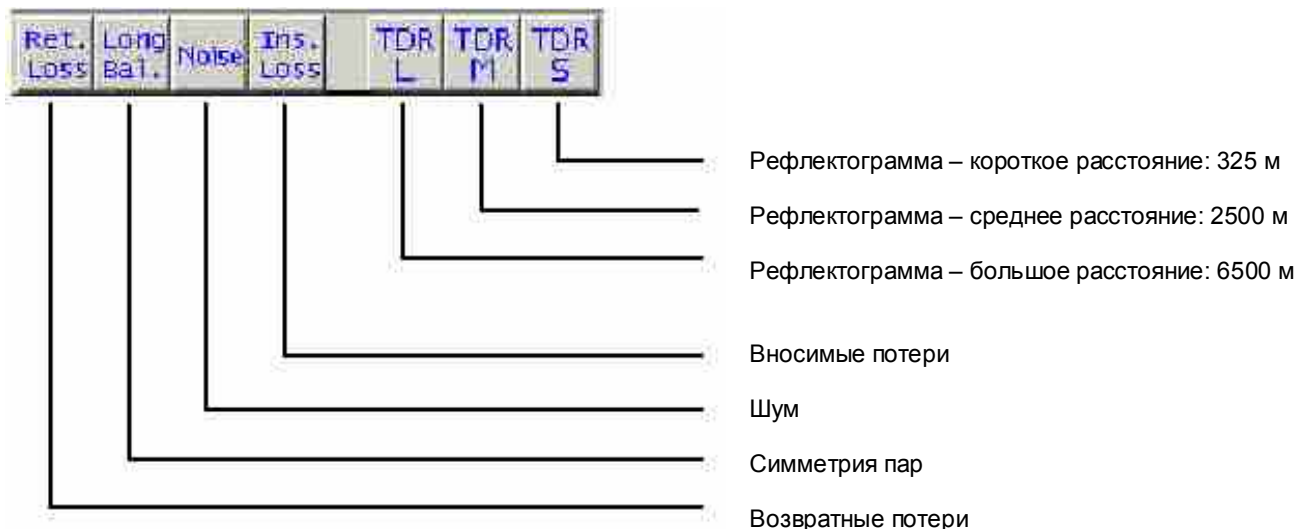 Ret. Loss
Long Bal.
Noise
Ins. Loss
TDR L
TDR M
TDR S
Рефлектограмма – короткое расстояние: 325 м
Рефлектограмма – среднее расстояние: 2500 м
Рефлектограмма – большое расстояние: 6500 м
Вносимые потери
Шум
Симметрия пар
Возвратные потери